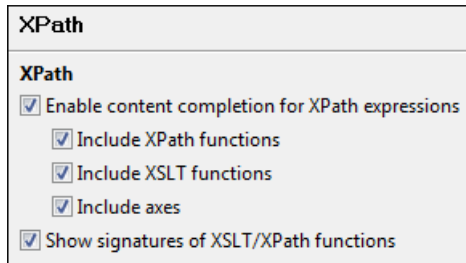 XPath
XPath
Enable content completion for XPath expressions
Include XPath functions
Include XSLT functions
Include axes
Show signatures of XSLT/XPath functions